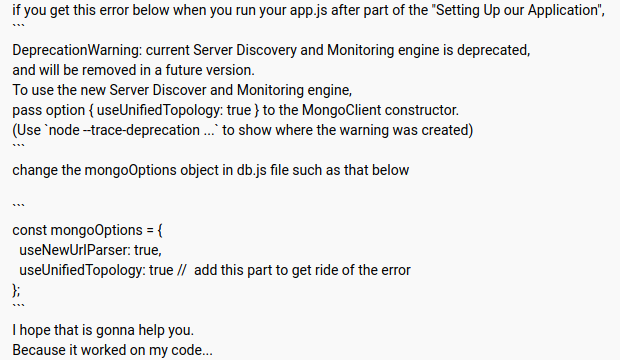 if you get this error below when you run your app.js after part of the "Setting Up our Application",
```
DeprecationWarning: current Server Discovery and Monitoring engine is deprecated,
and will be removed in a future version.
To use the new Server Discover and Monitoring engine,
pass option { useUnifiedTopology: true } to the MongoClient constructor.
(Use `node --trace-deprecation ...` to show where the warning was created)
```
change the mongoOptions object in db.js file such as that below
```
const mongoOptions = {
  useNewUrlParser: true,
  useUnifiedTopology: true //  add this part to get ride of the error
};
```
I hope that is gonna help you.
Because it worked on my code...